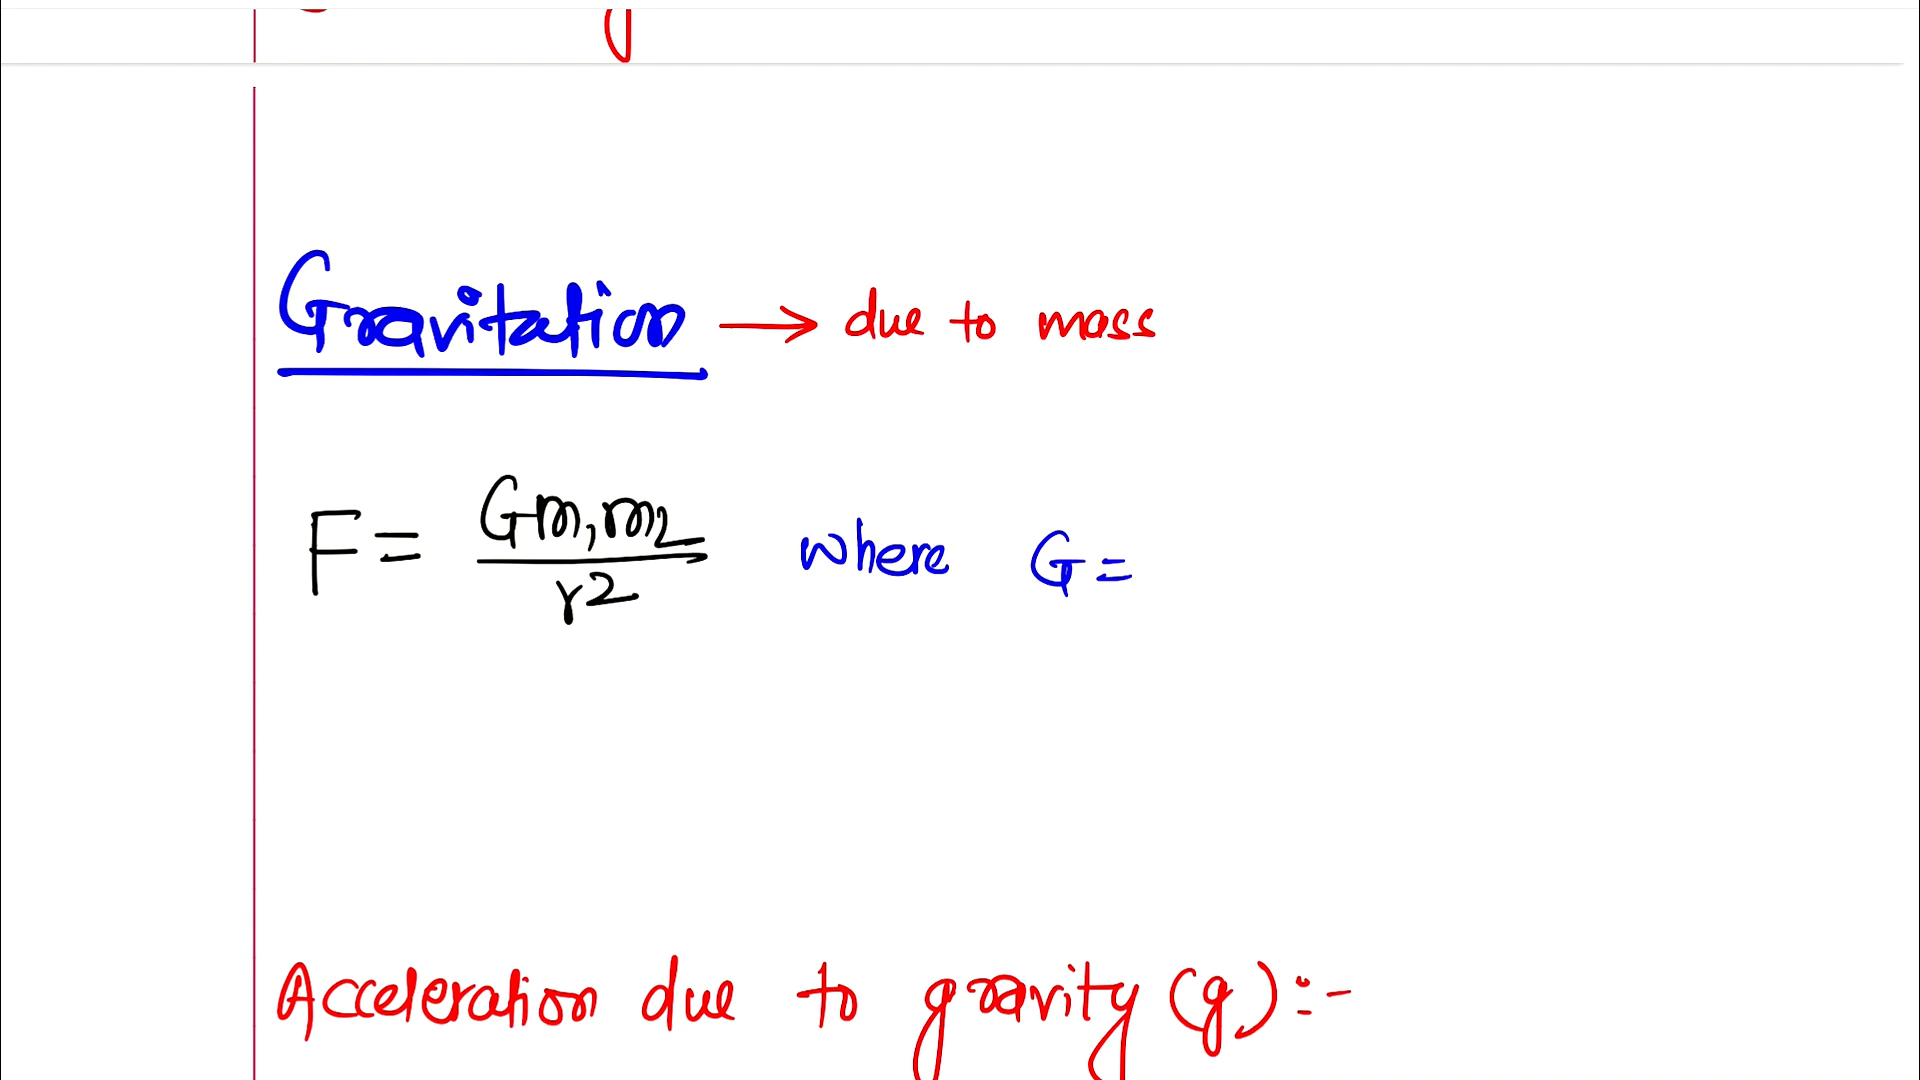 Gravitation → due to mass
F = Gm₁m₂/r² where G =
Acceleration due to gravity (g) :-